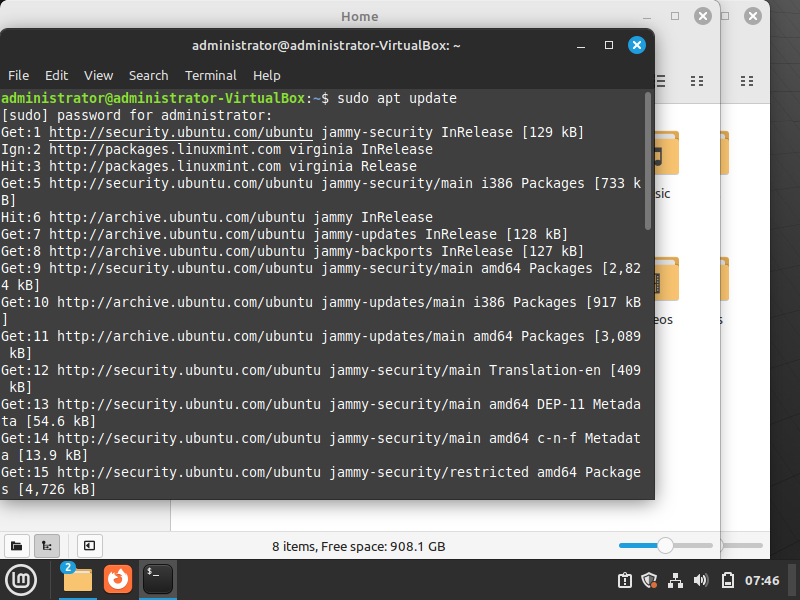 Home
administrator@administrator-VirtualBox: ~
File Edit View Search Terminal Help
administrator@administrator-VirtualBox:~$ sudo apt update
[sudo] password for administrator:
Get:1 http://security.ubuntu.com/ubuntu jammy-security InRelease [129 kB]
Ign:2 http://packages.linuxmint.com virginia InRelease
Hit:3 http://packages.linuxmint.com virginia Release
Get:5 http://security.ubuntu.com/ubuntu jammy-security/main i386 Packages [733 k
B]
Hit:6 http://archive.ubuntu.com/ubuntu jammy InRelease
Get:7 http://archive.ubuntu.com/ubuntu jammy-updates InRelease [128 kB]
Get:8 http://archive.ubuntu.com/ubuntu jammy-backports InRelease [127 kB]
Get:9 http://security.ubuntu.com/ubuntu jammy-security/main amd64 Packages [2,82
4 kB]
Get:10 http://archive.ubuntu.com/ubuntu jammy-updates/main i386 Packages [917 kB
]
Get:11 http://archive.ubuntu.com/ubuntu jammy-updates/main amd64 Packages [3,089
kB]
Get:12 http://security.ubuntu.com/ubuntu jammy-security/main Translation-en [409
kB]
Get:13 http://security.ubuntu.com/ubuntu jammy-security/main amd64 DEP-11 Metada
ta [54.6 kB]
Get:14 http://security.ubuntu.com/ubuntu jammy-security/main amd64 c-n-f Metadat
a [13.9 kB]
Get:15 http://security.ubuntu.com/ubuntu jammy-security/restricted amd64 Package
s [4,726 kB]
sic
eos s
8 items, Free space: 908.1 GB
2
$_
07:46